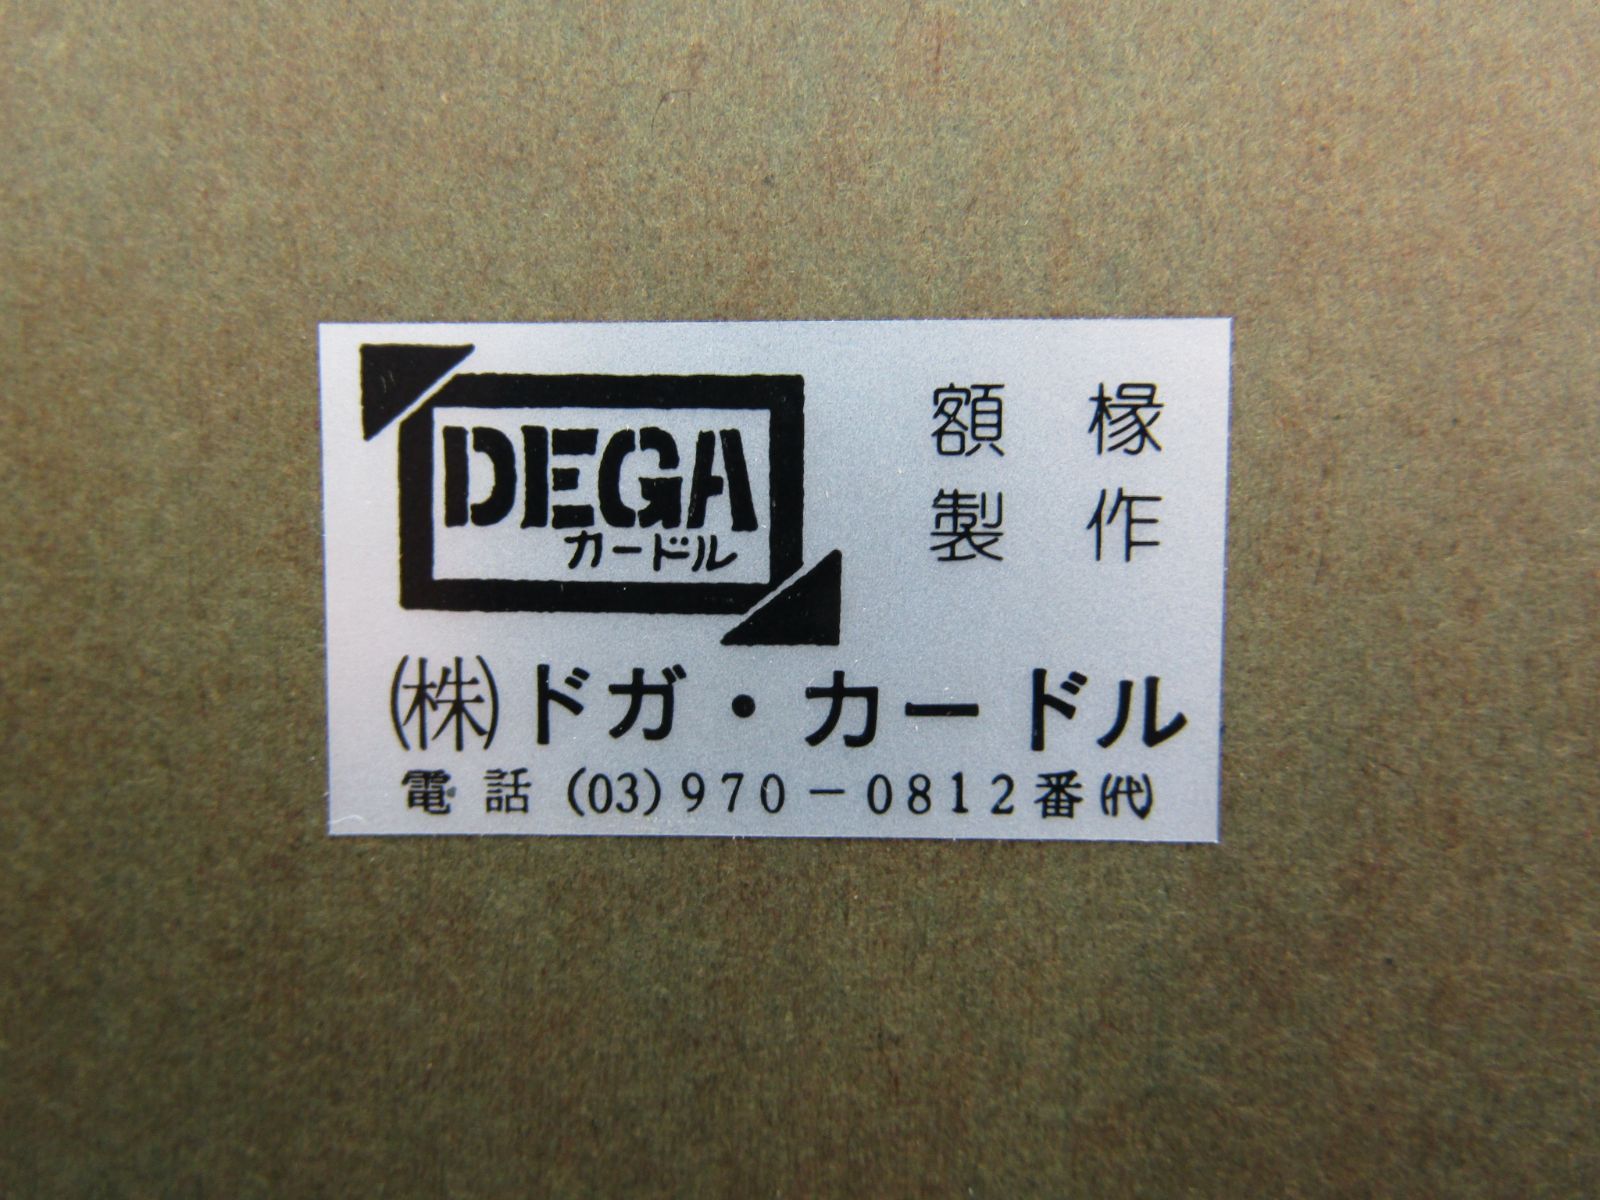 DEGA
カードル
額椽
製作
㈱ドガ・カードル
電話(03)970-0812番㈹